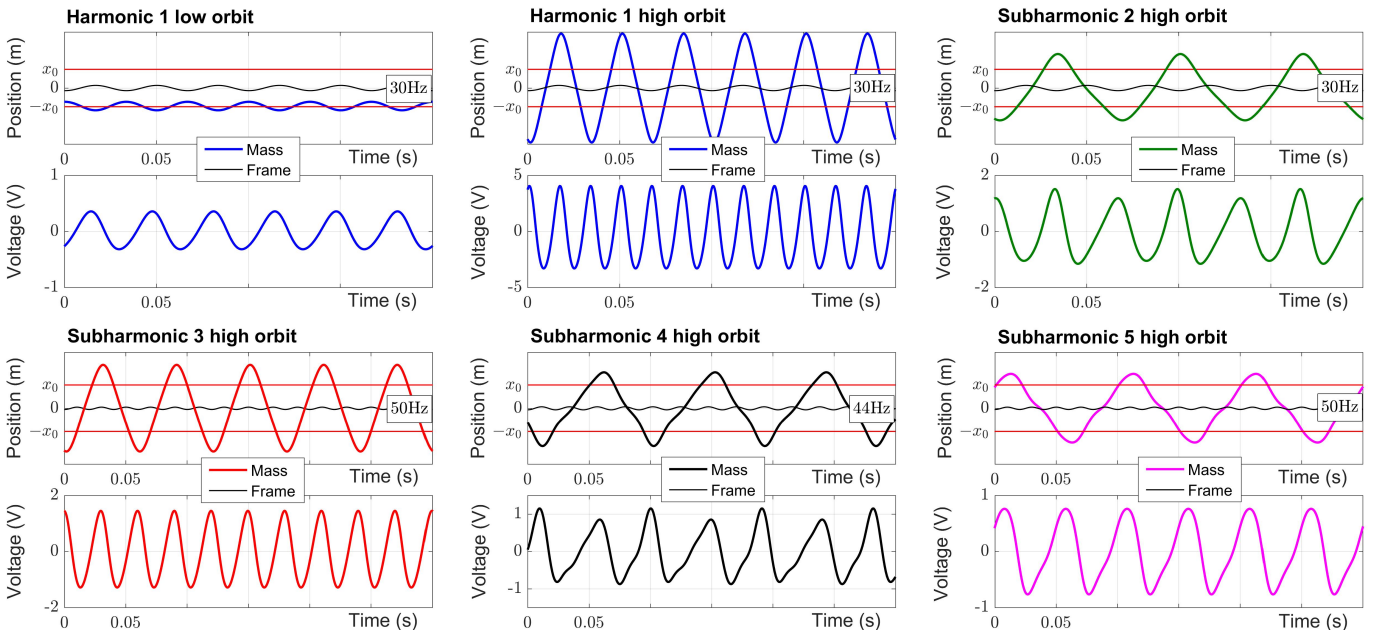 Harmonic 1 low orbit
Position (m)
x₀
0
−x₀
30Hz
0
0.05
Time (s)
Mass
Frame
Voltage (V)
1
0
-1
0
0.05
Time (s)
Harmonic 1 high orbit
Position (m)
x₀
0
−x₀
30Hz
0
0.05
Time (s)
Mass
Frame
Voltage (V)
5
0
-5
0
0.05
Time (s)
Subharmonic 2 high orbit
Position (m)
x₀
0
−x₀
30Hz
0
0.05
Time (s)
Mass
Frame
Voltage (V)
2
0
-2
0
0.05
Time (s)
Subharmonic 3 high orbit
Position (m)
x₀
0
−x₀
50Hz
0
0.05
Time (s)
Mass
Frame
Voltage (V)
2
0
-2
0
0.05
Time (s)
Subharmonic 4 high orbit
Position (m)
x₀
0
−x₀
44Hz
0
0.05
Time (s)
Mass
Frame
Voltage (V)
1
0
-1
0
0.05
Time (s)
Subharmonic 5 high orbit
Position (m)
x₀
0
−x₀
50Hz
0
0.05
Time (s)
Mass
Frame
Voltage (V)
1
0
-1
0
0.05
Time (s)